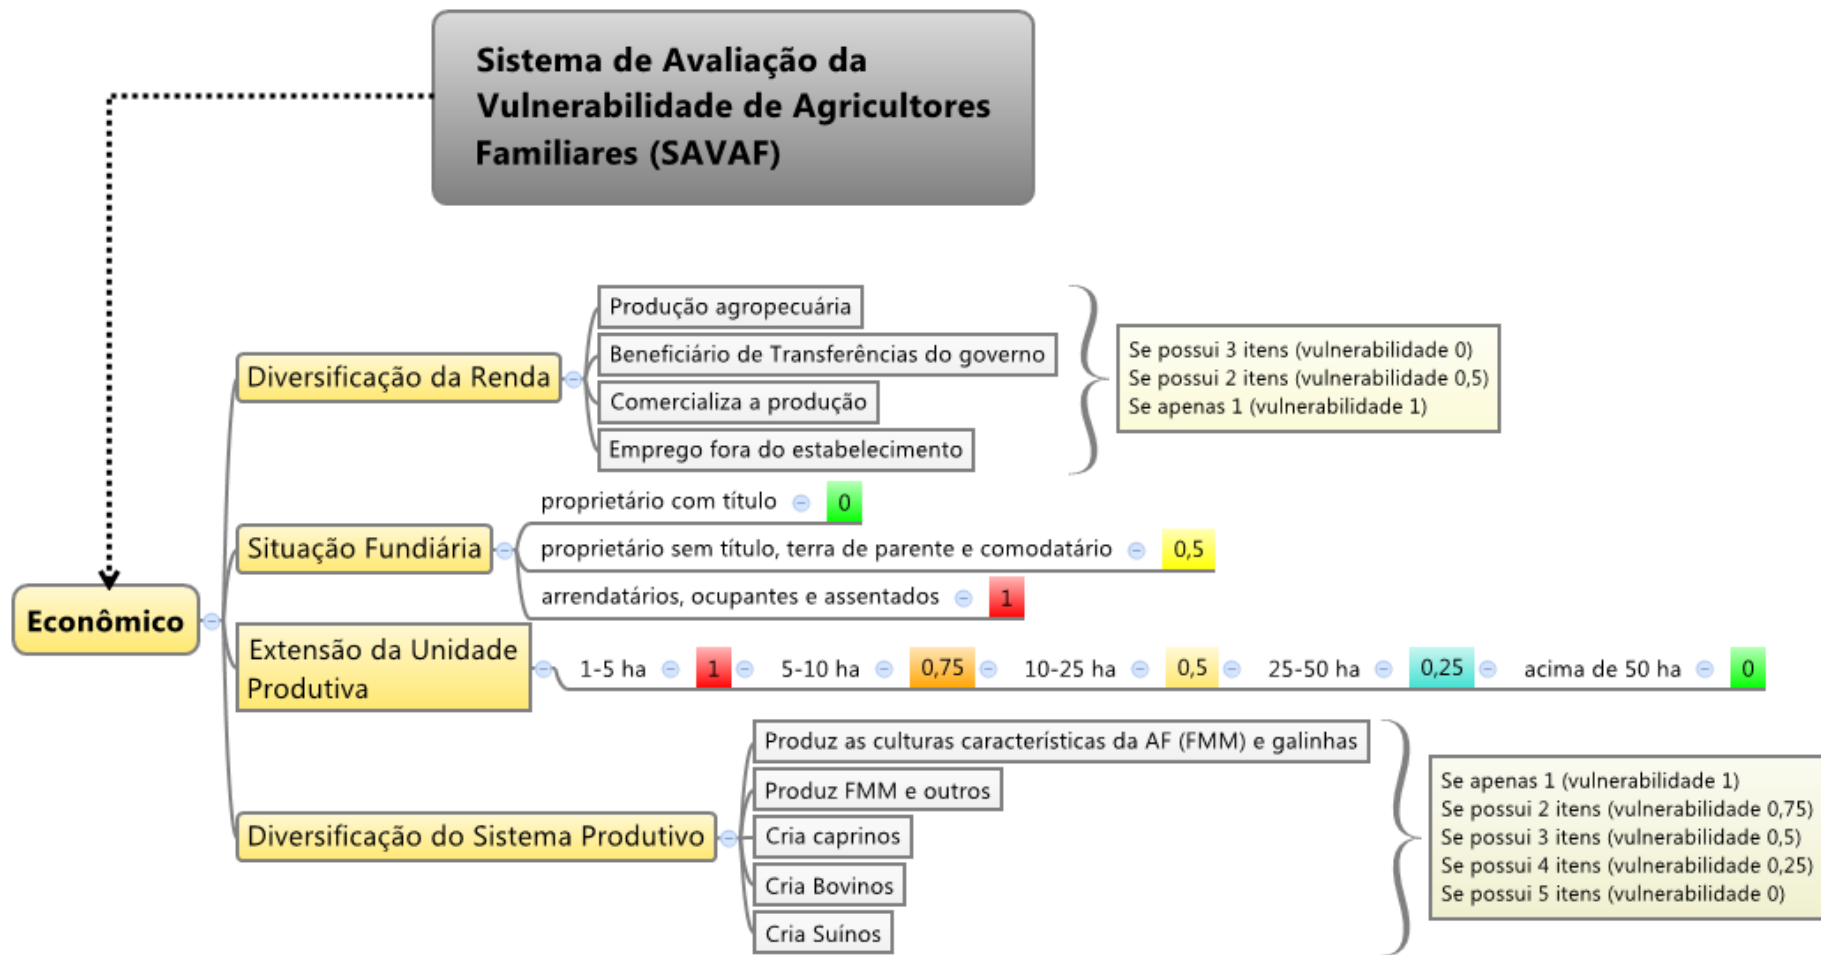 Sistema de Avaliação da
Vulnerabilidade de Agricultores
Familiares (SAVAF)
Econômico
Diversificação da Renda
Produção agropecuária
Beneficiário de Transferências do governo
Comercializa a produção
Emprego fora do estabelecimento
Se possui 3 itens (vulnerabilidade 0)
Se possui 2 itens (vulnerabilidade 0,5)
Se apenas 1 (vulnerabilidade 1)
Situação Fundiária
proprietário com título 0
proprietário sem título, terra de parente e comodatário 0,5
arrendatários, ocupantes e assentados 1
Extensão da Unidade
Produtiva
1-5 ha 1 5-10 ha 0,75 10-25 ha 0,5 25-50 ha 0,25 acima de 50 ha 0
Diversificação do Sistema Produtivo
Produz as culturas características da AF (FMM) e galinhas
Produz FMM e outros
Cria caprinos
Cria Bovinos
Cria Suínos
Se apenas 1 (vulnerabilidade 1)
Se possui 2 itens (vulnerabilidade 0,75)
Se possui 3 itens (vulnerabilidade 0,5)
Se possui 4 itens (vulnerabilidade 0,25)
Se possui 5 itens (vulnerabilidade 0)